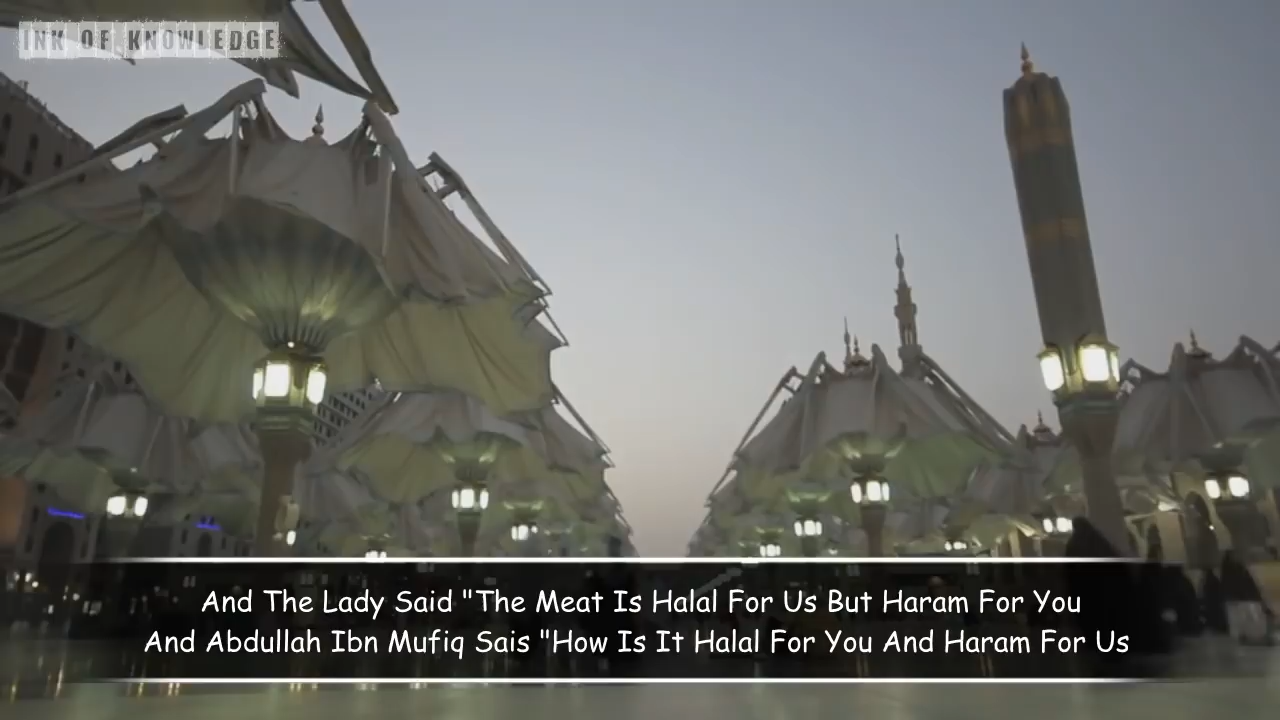 INK OF KNOWLEDGE
And The Lady Said "The Meat Is Halal For Us But Haram For You
And Abdullah Ibn Mufiq Sais "How Is It Halal For You And Haram For Us